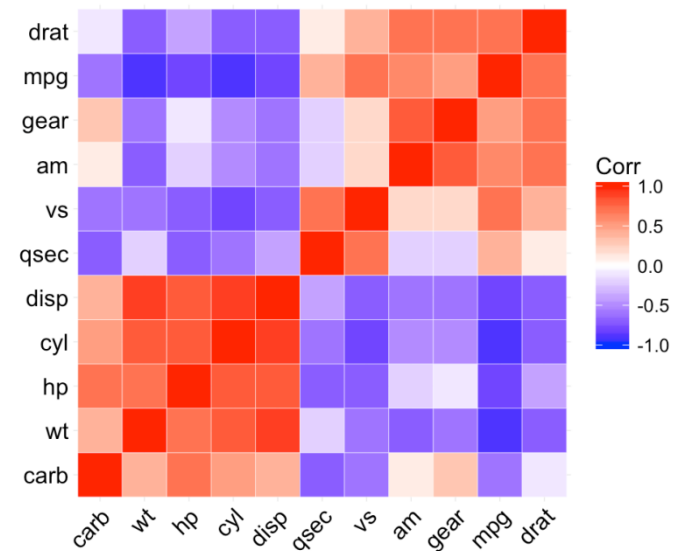 drat
mpg
gear
am
vs
qsec
disp
cyl
hp
wt
carb
carb wt hp cyl disp qsec vs am gear mpg drat
Corr
1.0
0.5
0.0
-0.5
-1.0